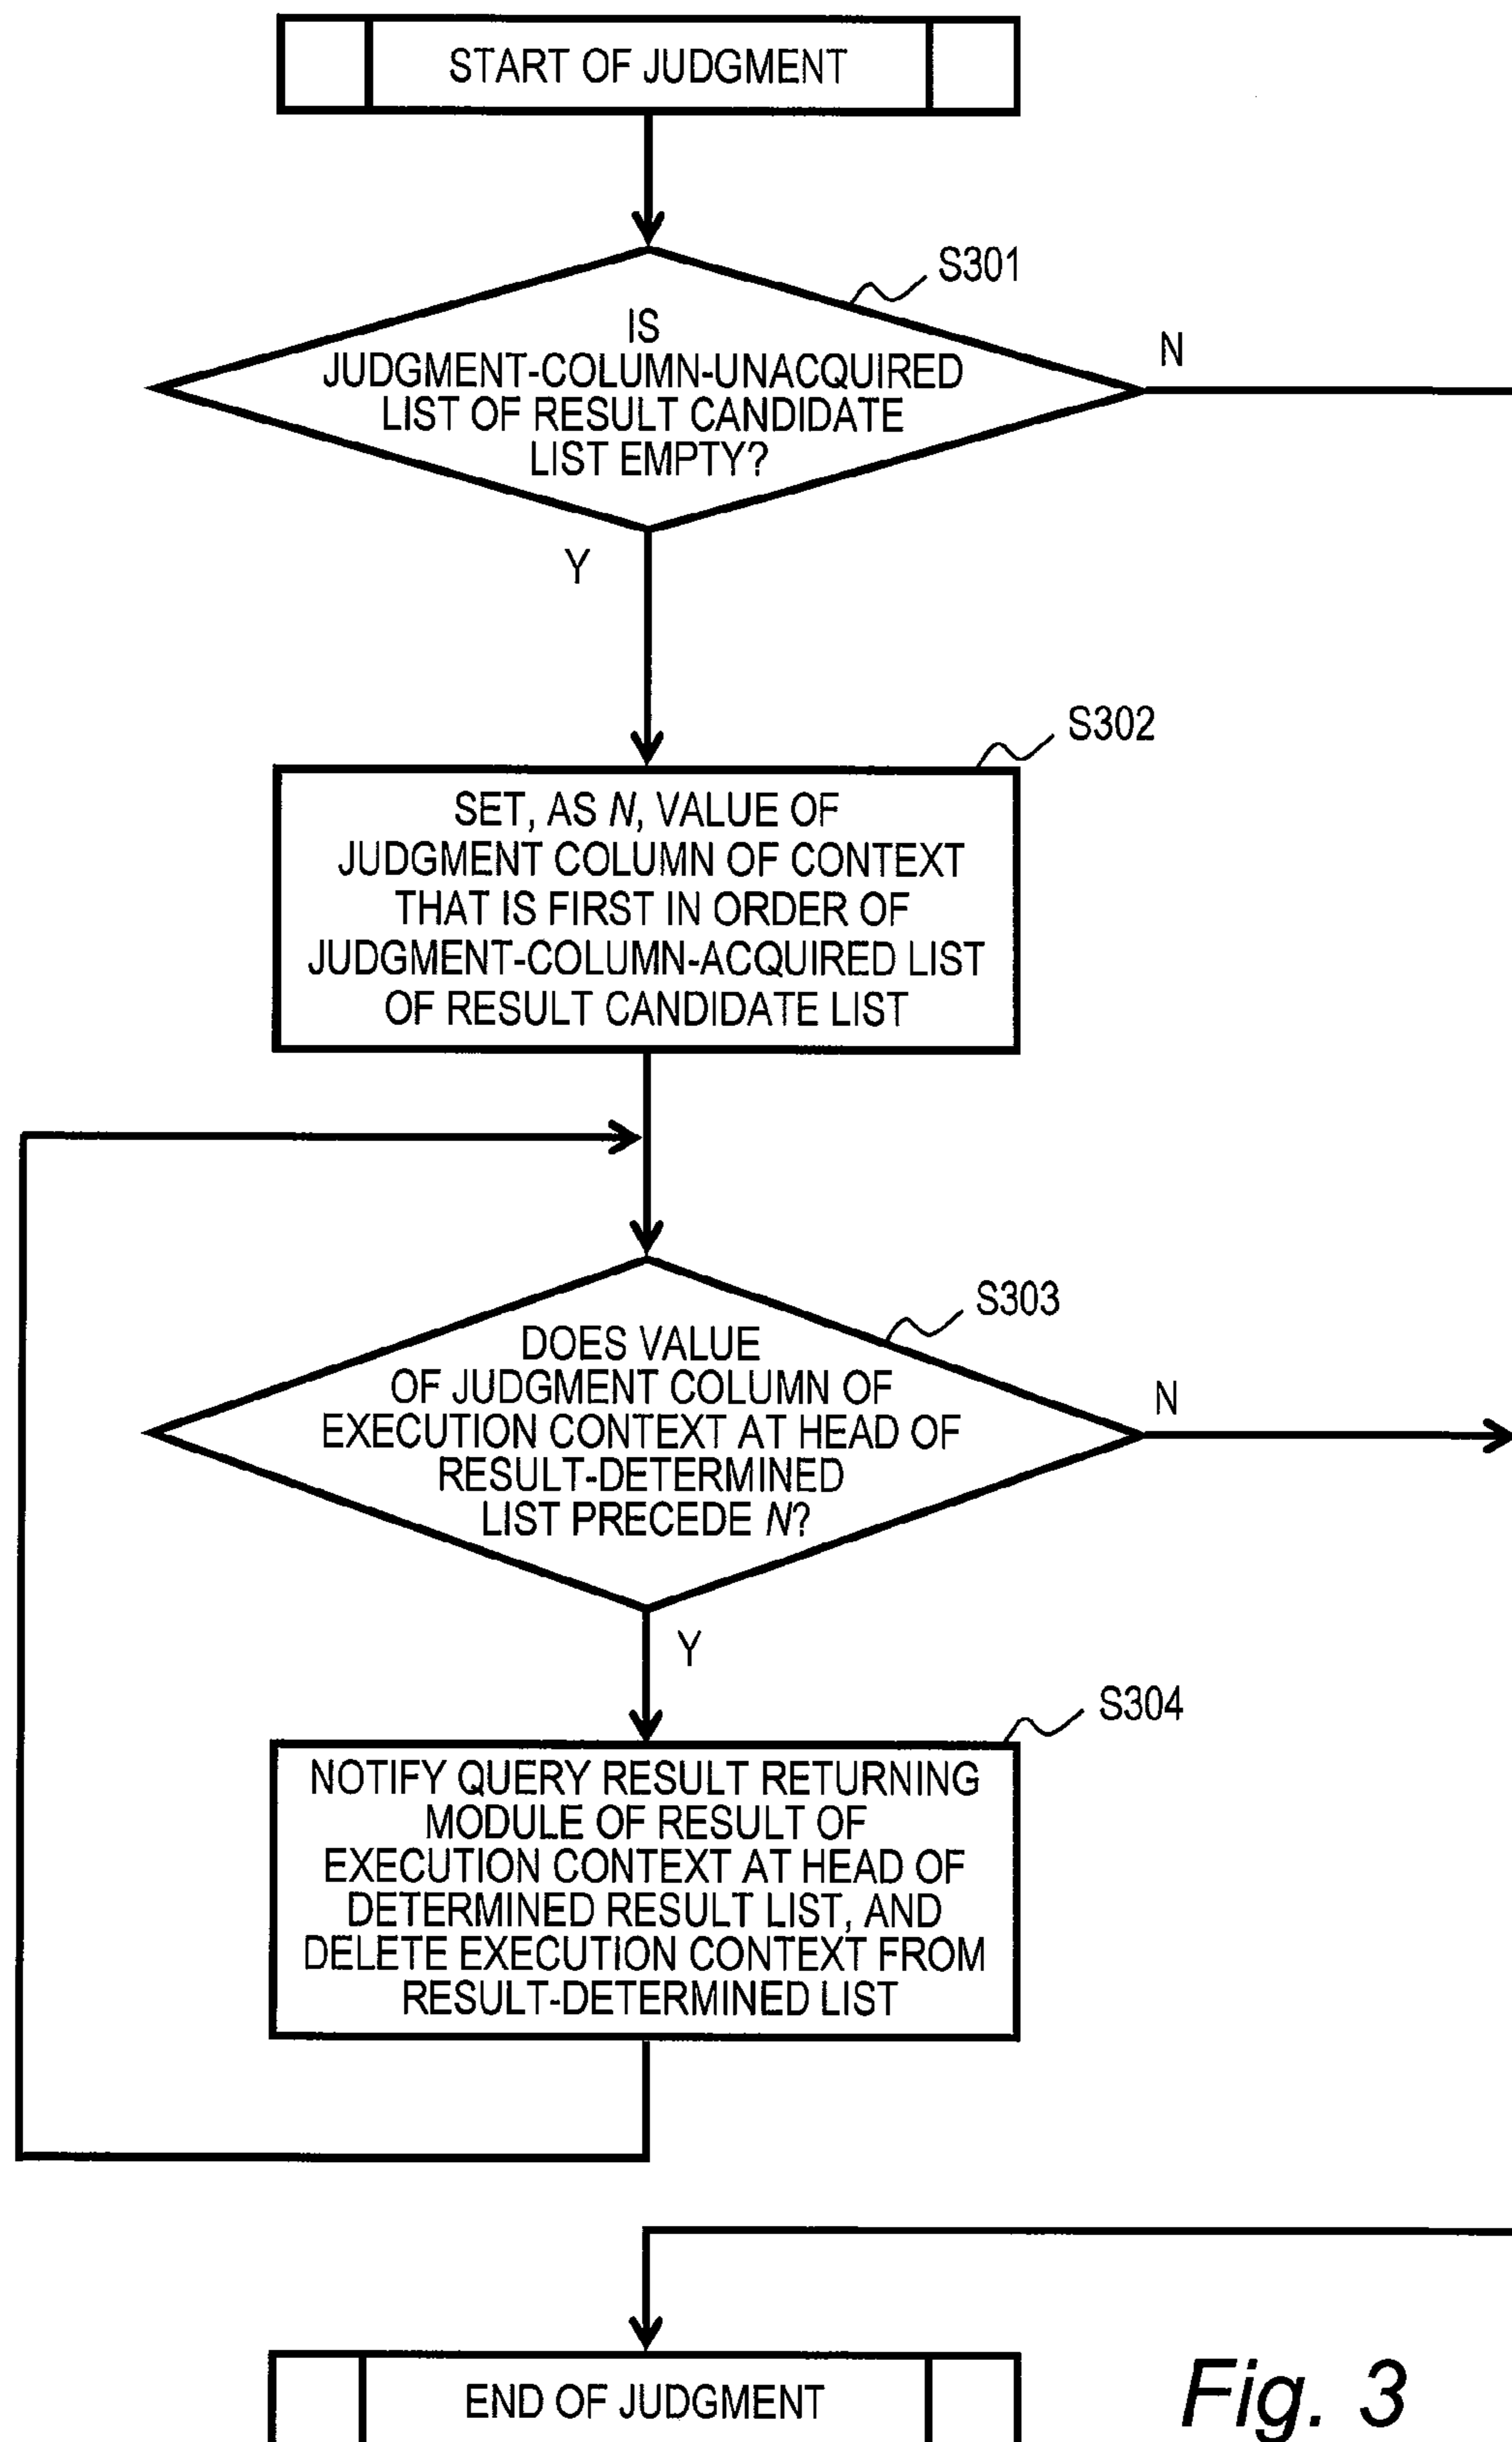 START OF JUDGMENT
S301
IS
JUDGMENT-COLUMN-UNACQUIRED
LIST OF RESULT CANDIDATE
LIST EMPTY?
N
Y
S302
SET, AS N, VALUE OF
JUDGMENT COLUMN OF CONTEXT
THAT IS FIRST IN ORDER OF
JUDGMENT-COLUMN-ACQUIRED LIST
OF RESULT CANDIDATE LIST
S303
DOES VALUE
OF JUDGMENT COLUMN OF
EXECUTION CONTEXT AT HEAD OF
RESULT-DETERMINED
LIST PRECEDE N?
N
Y
S304
NOTIFY QUERY RESULT RETURNING
MODULE OF RESULT OF
EXECUTION CONTEXT AT HEAD OF
DETERMINED RESULT LIST, AND
DELETE EXECUTION CONTEXT FROM
RESULT-DETERMINED LIST
END OF JUDGMENT
Fig. 3